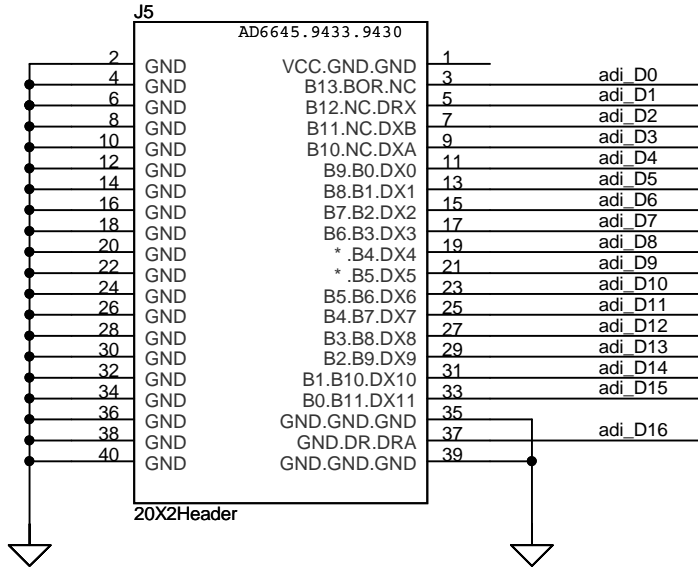 J5
AD6645.9433.9430
2 GND VCC.GND.GND 1
4 GND B13.BOR.NC 3 adi_D0
6 GND B12.NC.DRX 5 adi_D1
8 GND B11.NC.DXB 7 adi_D2
10 GND B10.NC.DXA 9 adi_D3
12 GND B9.B0.DX0 11 adi_D4
14 GND B8.B1.DX1 13 adi_D5
16 GND B7.B2.DX2 15 adi_D6
18 GND B6.B3.DX3 17 adi_D7
20 GND * .B4.DX4 19 adi_D8
22 GND * .B5.DX5 21 adi_D9
24 GND B5.B6.DX6 23 adi_D10
26 GND B4.B7.DX7 25 adi_D11
28 GND B3.B8.DX8 27 adi_D12
30 GND B2.B9.DX9 29 adi_D13
32 GND B1.B10.DX10 31 adi_D14
34 GND B0.B11.DX11 33 adi_D15
36 GND GND.GND.GND 35
38 GND GND.DR.DRA 37 adi_D16
40 GND GND.GND.GND 39
20X2Header